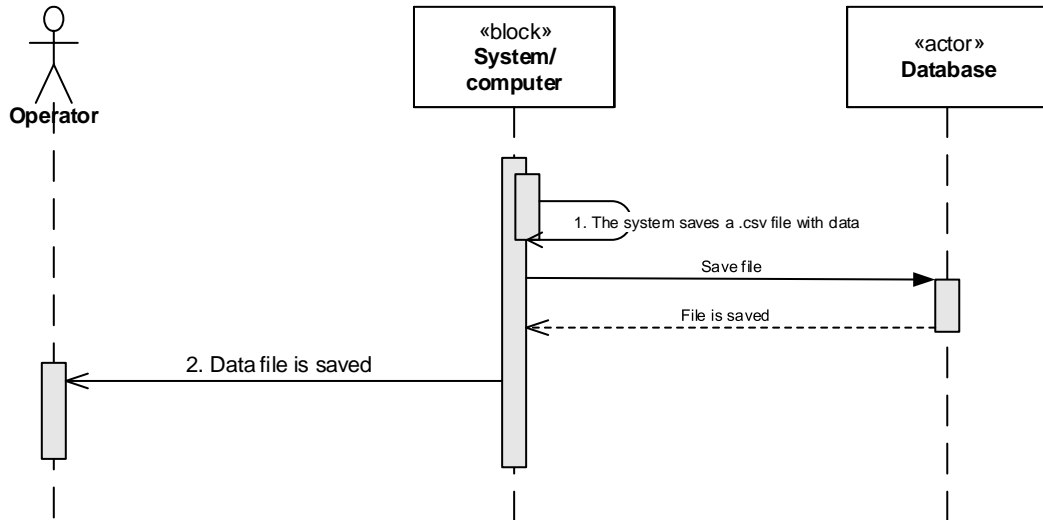 «block»
System/
computer
«actor»
Database
Operator
1. The system saves a .csv file with data
Save file
File is saved
2. Data file is saved